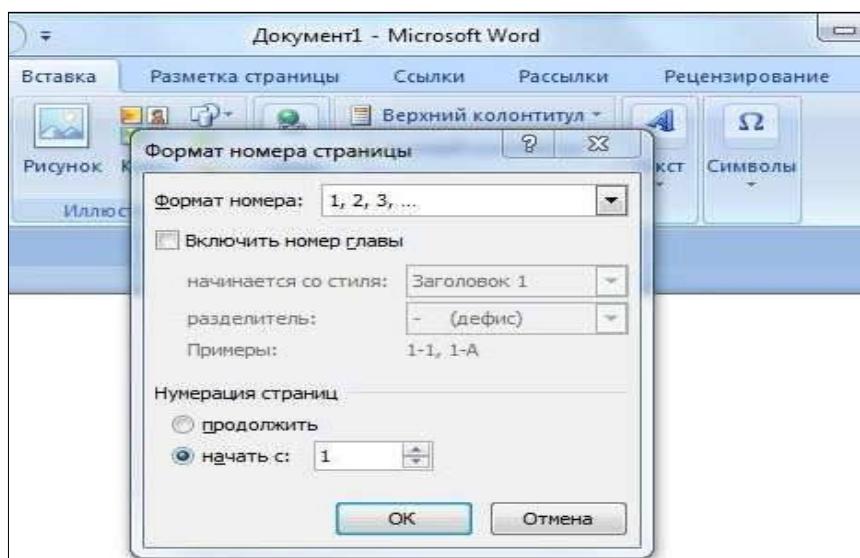 Документ1 - Microsoft Word
Вставка Разметка страницы Ссылки Рассылки Рецензирование
Верхний колонтитул
Рисунок Символы
Формат номера страницы
Формат номера: 1, 2, 3, ...
Включить номер главы
начинается со стиля: Заголовок 1
разделитель: - (дефис)
Примеры: 1-1, 1-A
Нумерация страниц
продолжить
начать с: 1
ОК Отмена